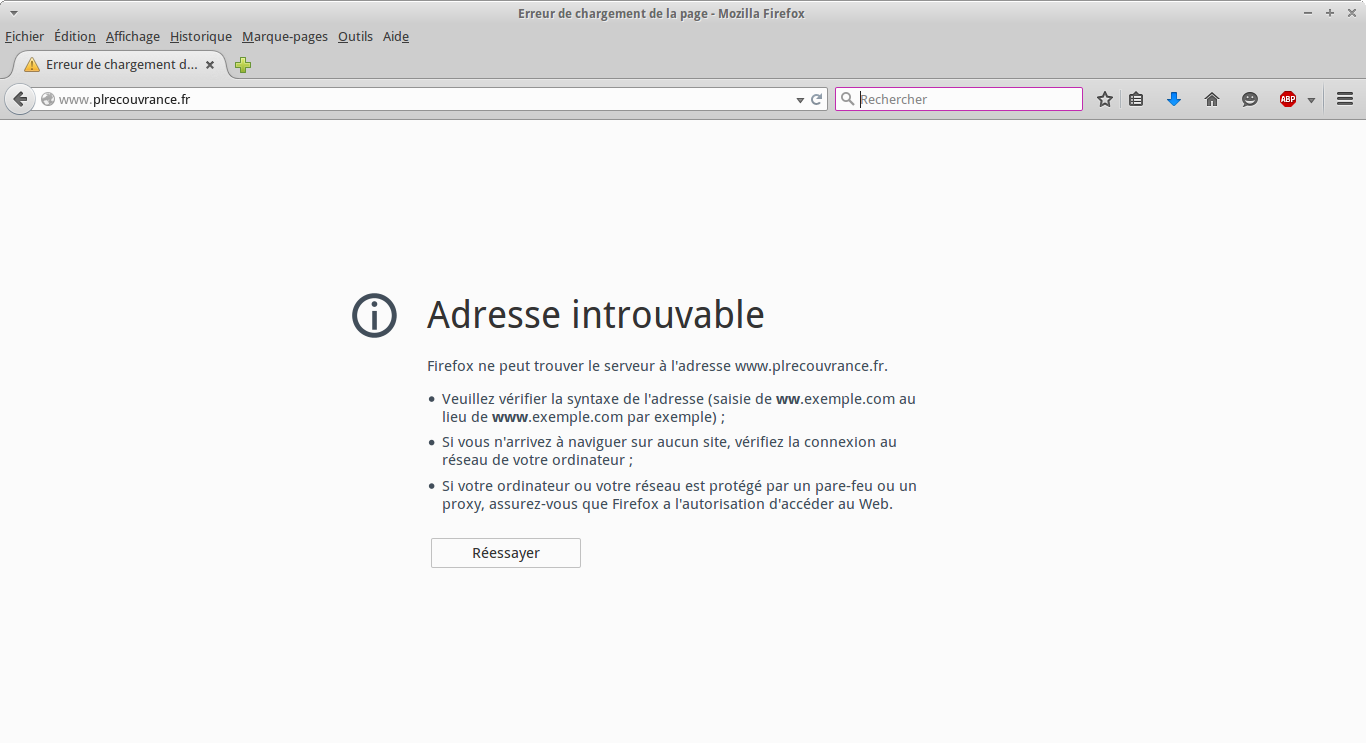 Erreur de chargement de la page - Mozilla Firefox
Fichier Édition Affichage Historique Marque-pages Outils Aide
Erreur de chargement d...
www.plrecouvrance.fr
Rechercher
ABP
Adresse introuvable
Firefox ne peut trouver le serveur à l'adresse www.plrecouvrance.fr.
• Veuillez vérifier la syntaxe de l'adresse (saisie de ww.exemple.com au
lieu de www.exemple.com par exemple) ;
• Si vous n'arrivez à naviguer sur aucun site, vérifiez la connexion au
réseau de votre ordinateur ;
• Si votre ordinateur ou votre réseau est protégé par un pare-feu ou un
proxy, assurez-vous que Firefox a l'autorisation d'accéder au Web.
Réessayer